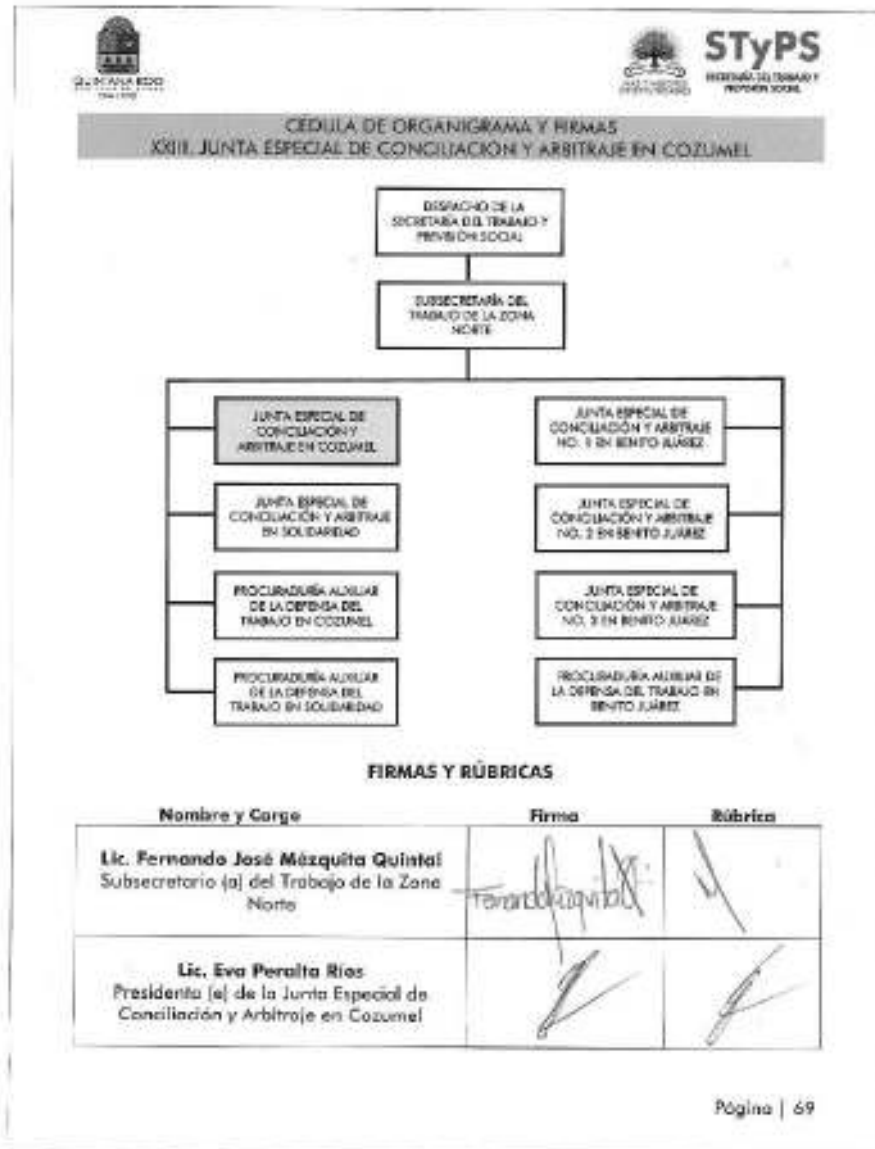 QUINTANA ROO
STyPS
SECRETARÍA DEL TRABAJO Y
PREVISIÓN SOCIAL
CEDULA DE ORGANIGRAMA Y FIRMAS
XXIII. JUNTA ESPECIAL DE CONCILIACIÓN Y ARBITRAJE EN COZUMEL
DESPACHO DE LA
SECRETARÍA DEL TRABAJO Y
PREVISIÓN SOCIAL
SUBSECRETARÍA DEL
TRABAJO DE LA ZONA
NORTE
JUNTA ESPECIAL DE
CONCILIACIÓN Y
ARBITRAJE EN COZUMEL
JUNTA ESPECIAL DE
CONCILIACIÓN Y ARBITRAJE
EN SOLIDARIDAD
PROCURADURÍA AUXILIAR
DE LA DEFENSA DEL
TRABAJO EN COZUMEL
PROCURADURÍA AUXILIAR
DE LA DEFENSA DEL
TRABAJO EN SOLIDARIDAD
JUNTA ESPECIAL DE
CONCILIACIÓN Y ARBITRAJE
NO. 1 EN BENITO JUÁREZ
JUNTA ESPECIAL DE
CONCILIACIÓN Y ARBITRAJE
NO. 2 EN BENITO JUÁREZ
JUNTA ESPECIAL DE
CONCILIACIÓN Y ARBITRAJE
NO. 3 EN BENITO JUÁREZ
PROCURADURÍA AUXILIAR DE
LA DEFENSA DEL TRABAJO EN
BENITO JUÁREZ
FIRMAS Y RÚBRICAS
Nombre y Cargo Firma Rúbrica
Lic. Fernando José Mézquita Quintal
Subsecretario (a) del Trabajo de la Zona
Norte
Lic. Eva Peralta Ríos
Presidenta (e) de la Junta Especial de
Conciliación y Arbitraje en Cozumel
Página | 69